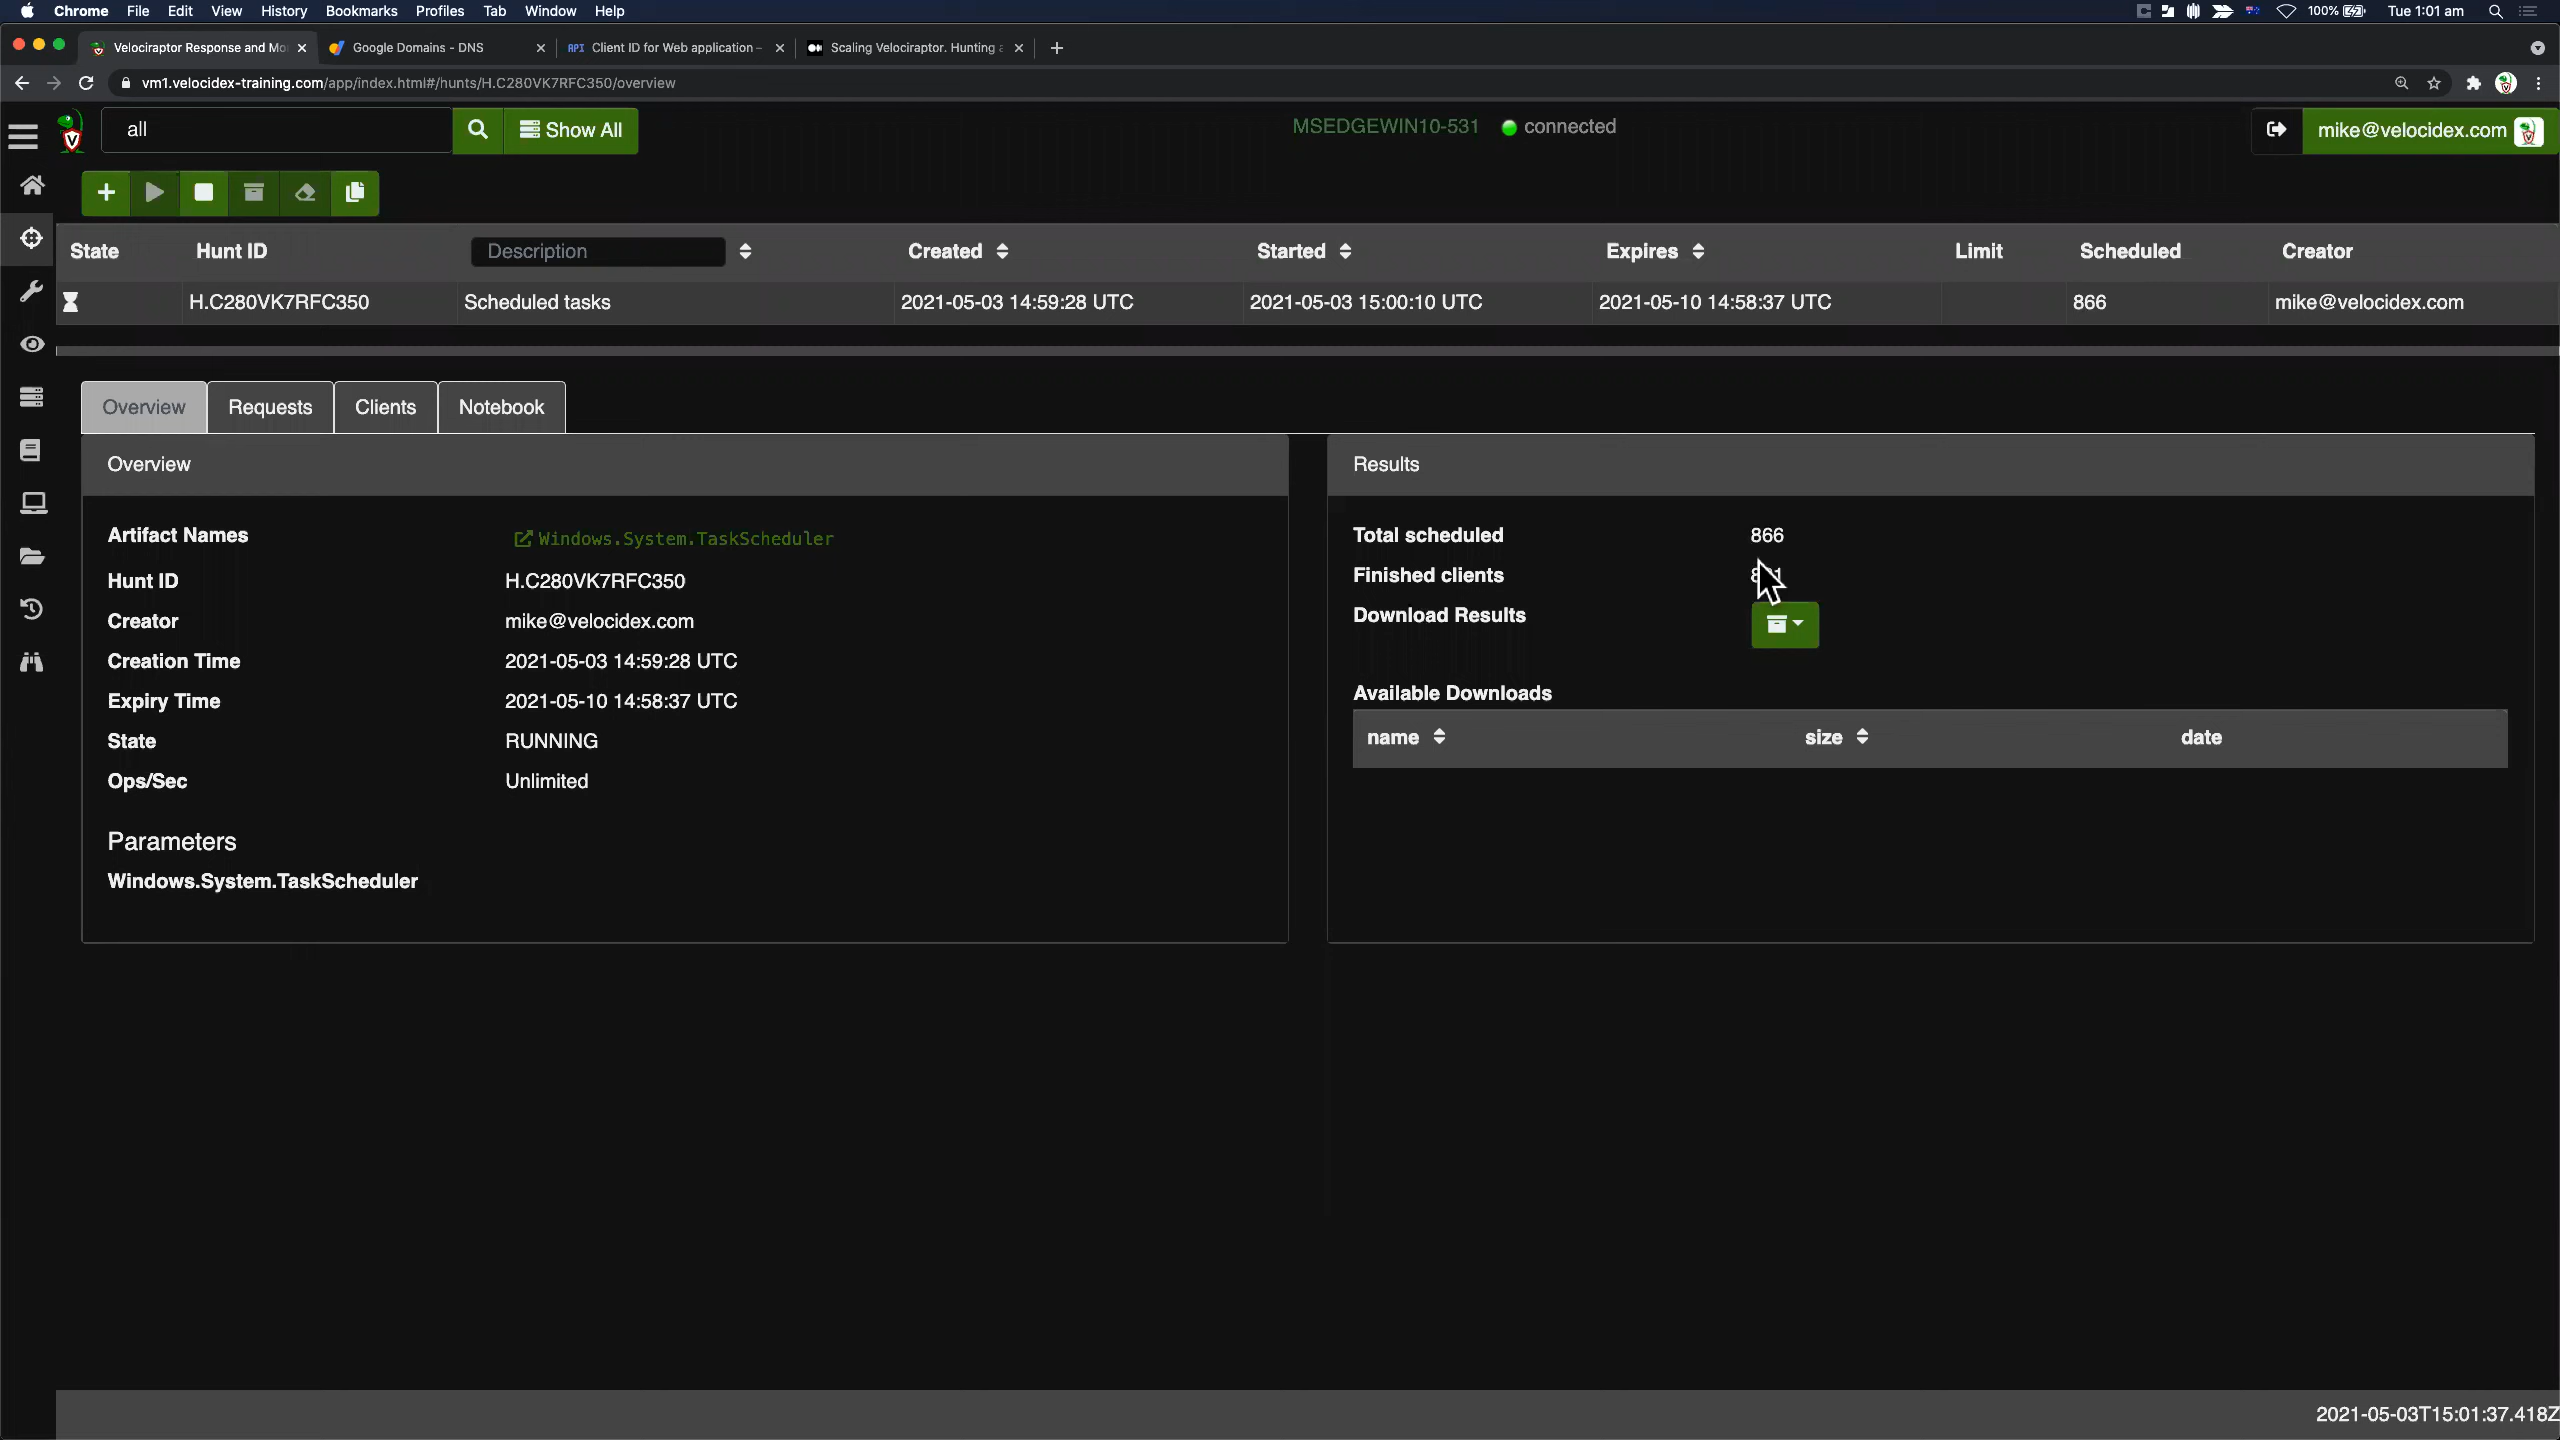 Chrome File Edit View History Bookmarks Profiles Tab Window Help 100% Tue 1:01 am
Velociraptor Response and Mo Google Domains - DNS API Client ID for Web application – Scaling Velociraptor. Hunting a
vm1.velocidex-training.com/app/index.html#/hunts/H.C280VK7RFC350/overview
all Show All MSEDGEWIN10-531 connected mike@velocidex.com
State Hunt ID Description Created Started Expires Limit Scheduled Creator
H.C280VK7RFC350 Scheduled tasks 2021-05-03 14:59:28 UTC 2021-05-03 15:00:10 UTC 2021-05-10 14:58:37 UTC 866 mike@velocidex.com
Overview Requests Clients Notebook
Overview
Artifact Names Windows.System.TaskScheduler
Hunt ID H.C280VK7RFC350
Creator mike@velocidex.com
Creation Time 2021-05-03 14:59:28 UTC
Expiry Time 2021-05-10 14:58:37 UTC
State RUNNING
Ops/Sec Unlimited
Parameters
Windows.System.TaskScheduler
Results
Total scheduled 866
Finished clients
Download Results
Available Downloads
name size date
2021-05-03T15:01:37.418Z